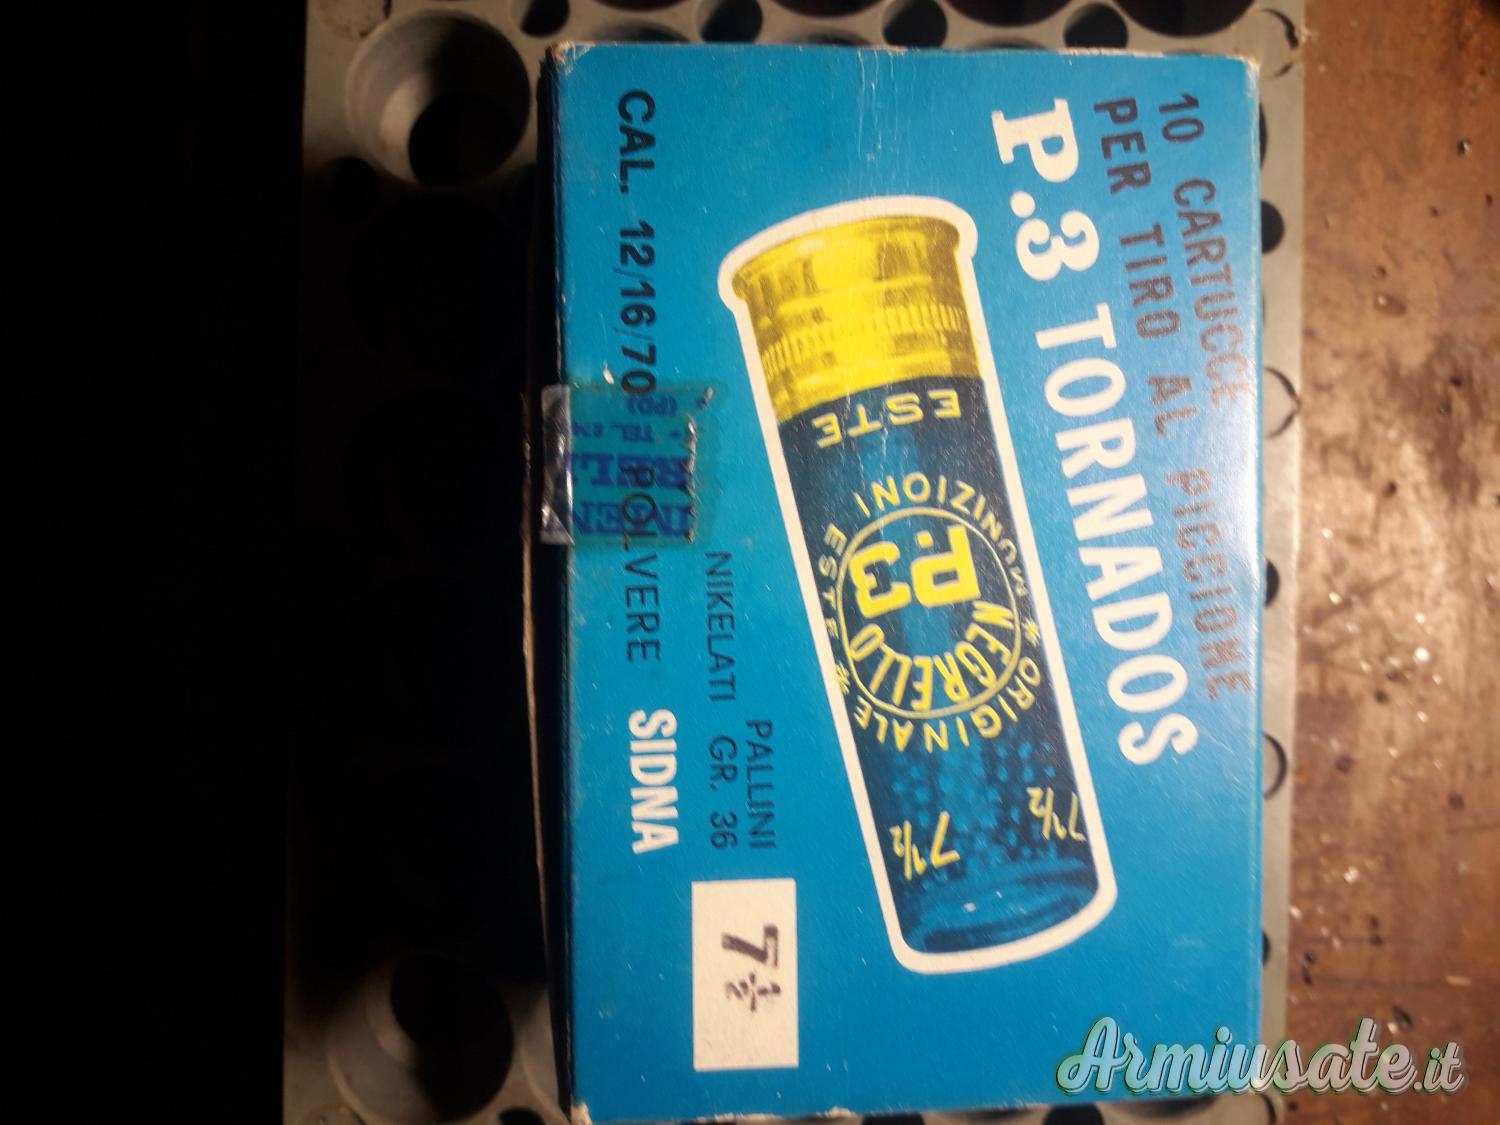 10 CARTUCCE
PER TIRO AL PICCIONE
P.3 TORNADOS
ESTE
MUNIZIONI
ESTE
P.3
NEGRELLO
* ORIGINALE *
7½
7½
PALLINI
NIKELATI GR. 36
7½
CAL. 12/16/70 POLVERE SIDNA
Armiusate.it